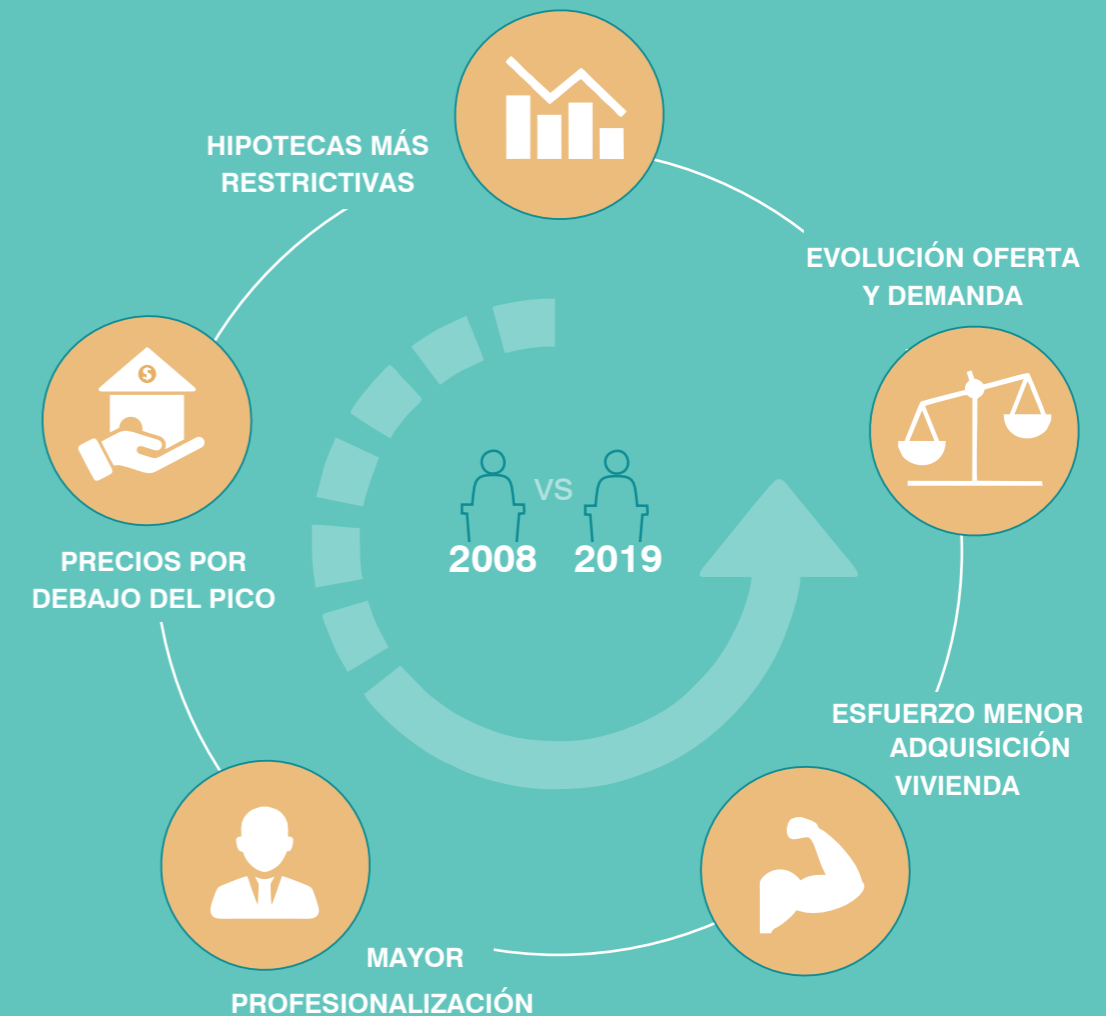 HIPOTECAS MÁS
RESTRICTIVAS
EVOLUCIÓN OFERTA
Y DEMANDA
VS
2008 2019
PRECIOS POR
DEBAJO DEL PICO
ESFUERZO MENOR
ADQUISICIÓN
VIVIENDA
MAYOR
PROFESIONALIZACIÓN